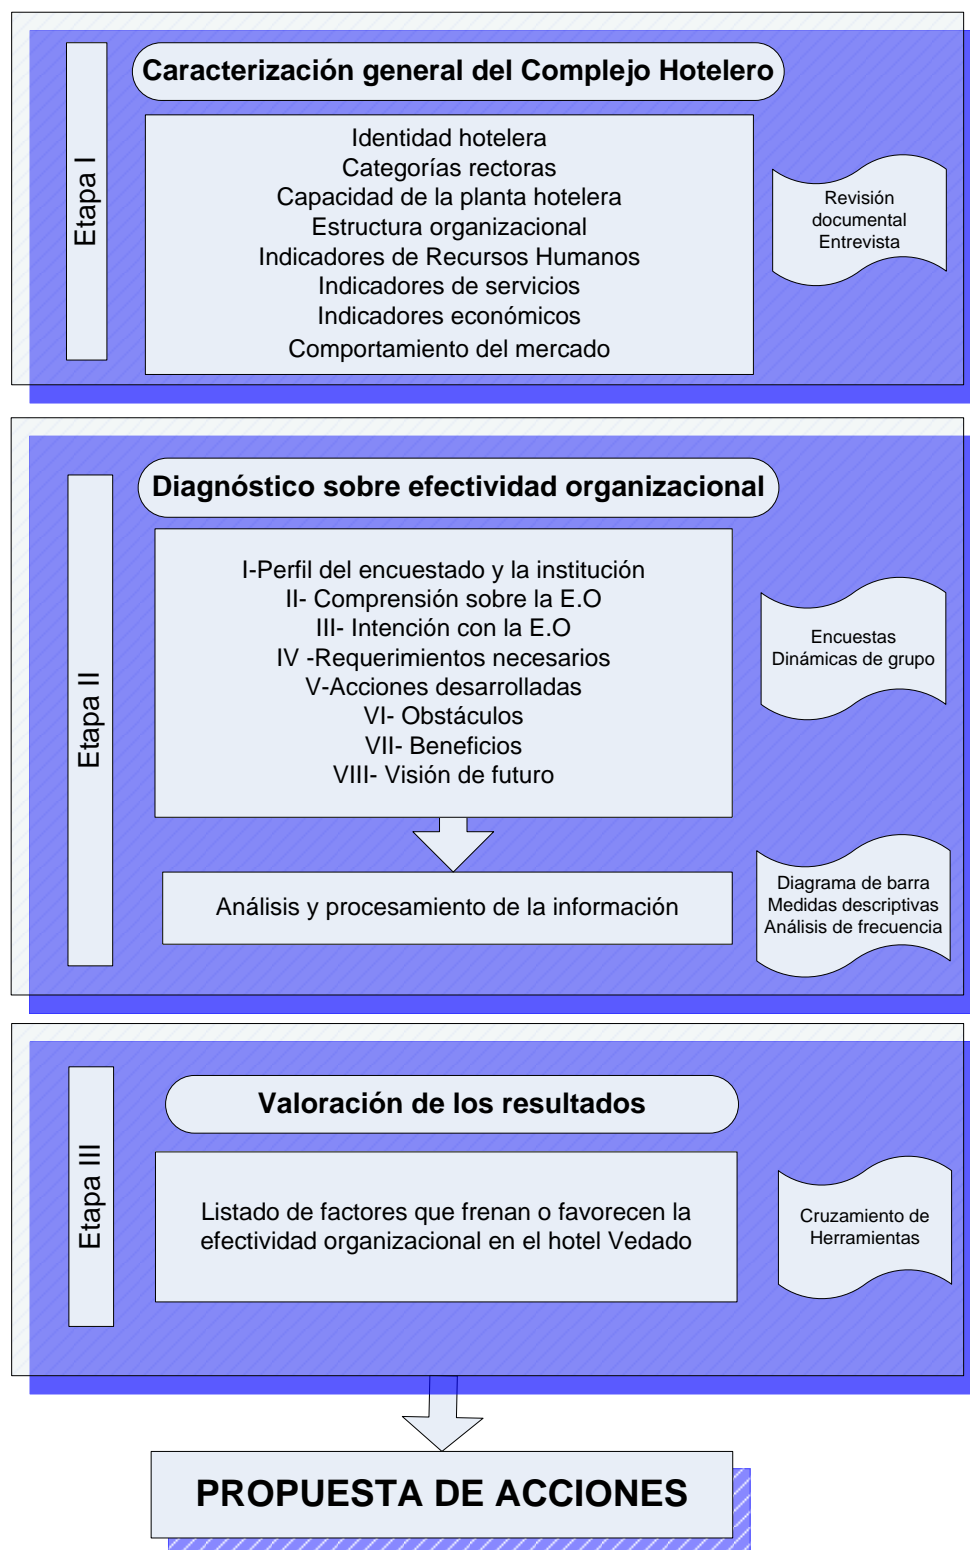 Etapa I
Caracterización general del Complejo Hotelero
Identidad hotelera
Categorías rectoras
Capacidad de la planta hotelera
Estructura organizacional
Indicadores de Recursos Humanos
Indicadores de servicios
Indicadores económicos
Comportamiento del mercado
Revisión
documental
Entrevista
Etapa II
Diagnóstico sobre efectividad organizacional
I-Perfil del encuestado y la institución
II- Comprensión sobre la E.O
III- Intención con la E.O
IV -Requerimientos necesarios
V-Acciones desarrolladas
VI- Obstáculos
VII- Beneficios
VIII- Visión de futuro
Encuestas
Dinámicas de grupo
Análisis y procesamiento de la información
Diagrama de barra
Medidas descriptivas
Análisis de frecuencia
Etapa III
Valoración de los resultados
Listado de factores que frenan o favorecen la
efectividad organizacional en el hotel Vedado
Cruzamiento de
Herramientas
PROPUESTA DE ACCIONES